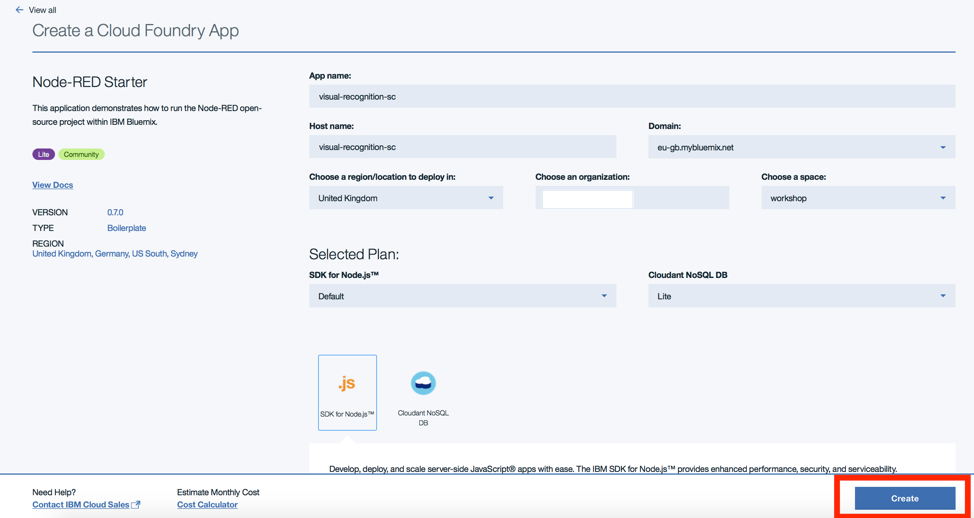 View all
Create a Cloud Foundry App
Node-RED Starter
This application demonstrates how to run the Node-RED open-
source project within IBM Bluemix.
Lite
Community
View Docs
VERSION 0.7.0
TYPE Boilerplate
REGION
United Kingdom, Germany, US South, Sydney
App name:
visual-recognition-sc
Host name:
visual-recognition-sc
Domain:
eu-gb.mybluemix.net
Choose a region/location to deploy in:
United Kingdom
Choose an organization:
Choose a space:
workshop
Selected Plan:
SDK for Node.js™
Default
Cloudant NoSQL DB
Lite
.js
SDK for Node.js™
Cloudant NoSQL
DB
Develop, deploy, and scale server-side JavaScript® apps with ease. The IBM SDK for Node.js™ provides enhanced performance, security, and serviceability.
Need Help?
Contact IBM Cloud Sales
Estimate Monthly Cost
Cost Calculator
Create